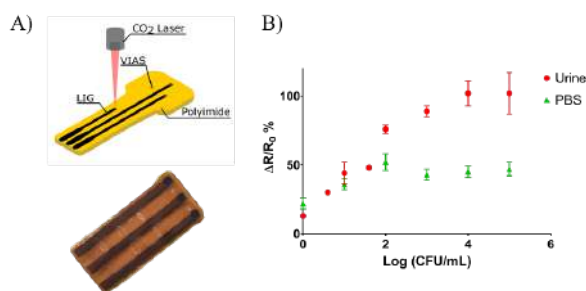 A)
CO2 Laser
VIAS
LIG
Polyimide
B)
ΔR/R0 %
100
50
0
0
2
4
6
Log (CFU/mL)
Urine
PBS